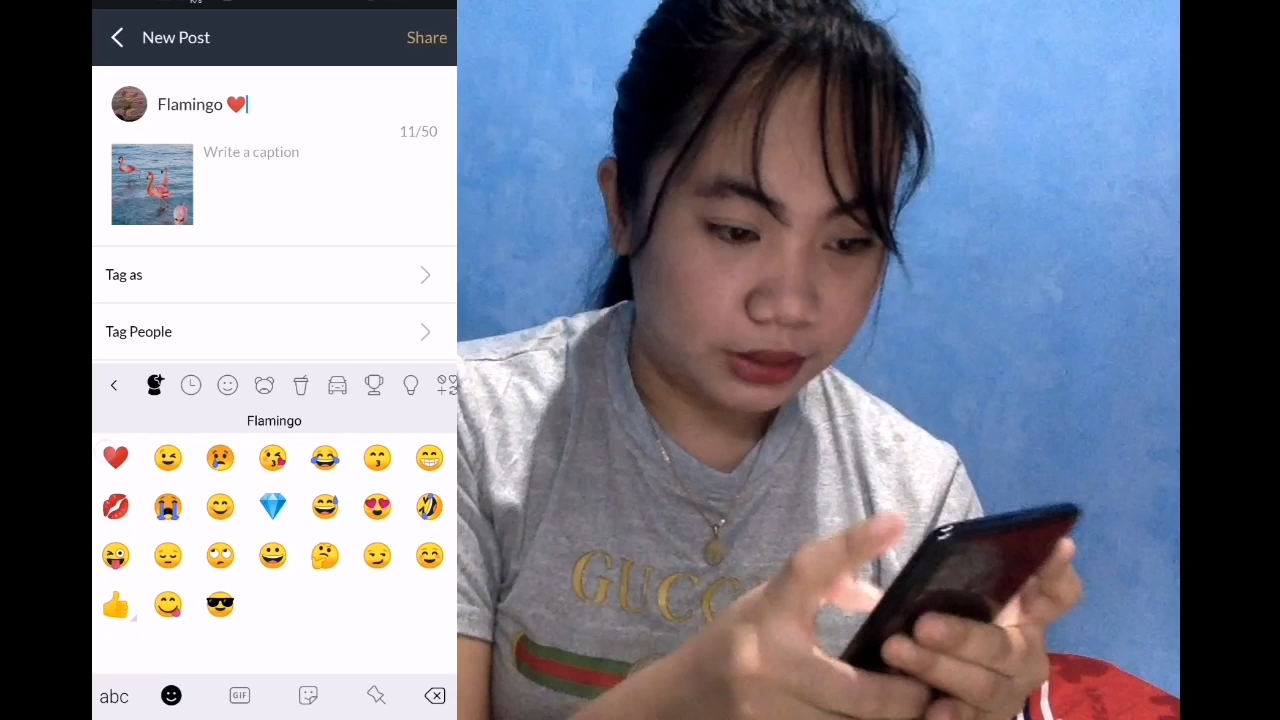 New Post
Share
Flamingo ❤️
11/50
Write a caption
Tag as
Tag People
Flamingo
abc
GIF
GUCC